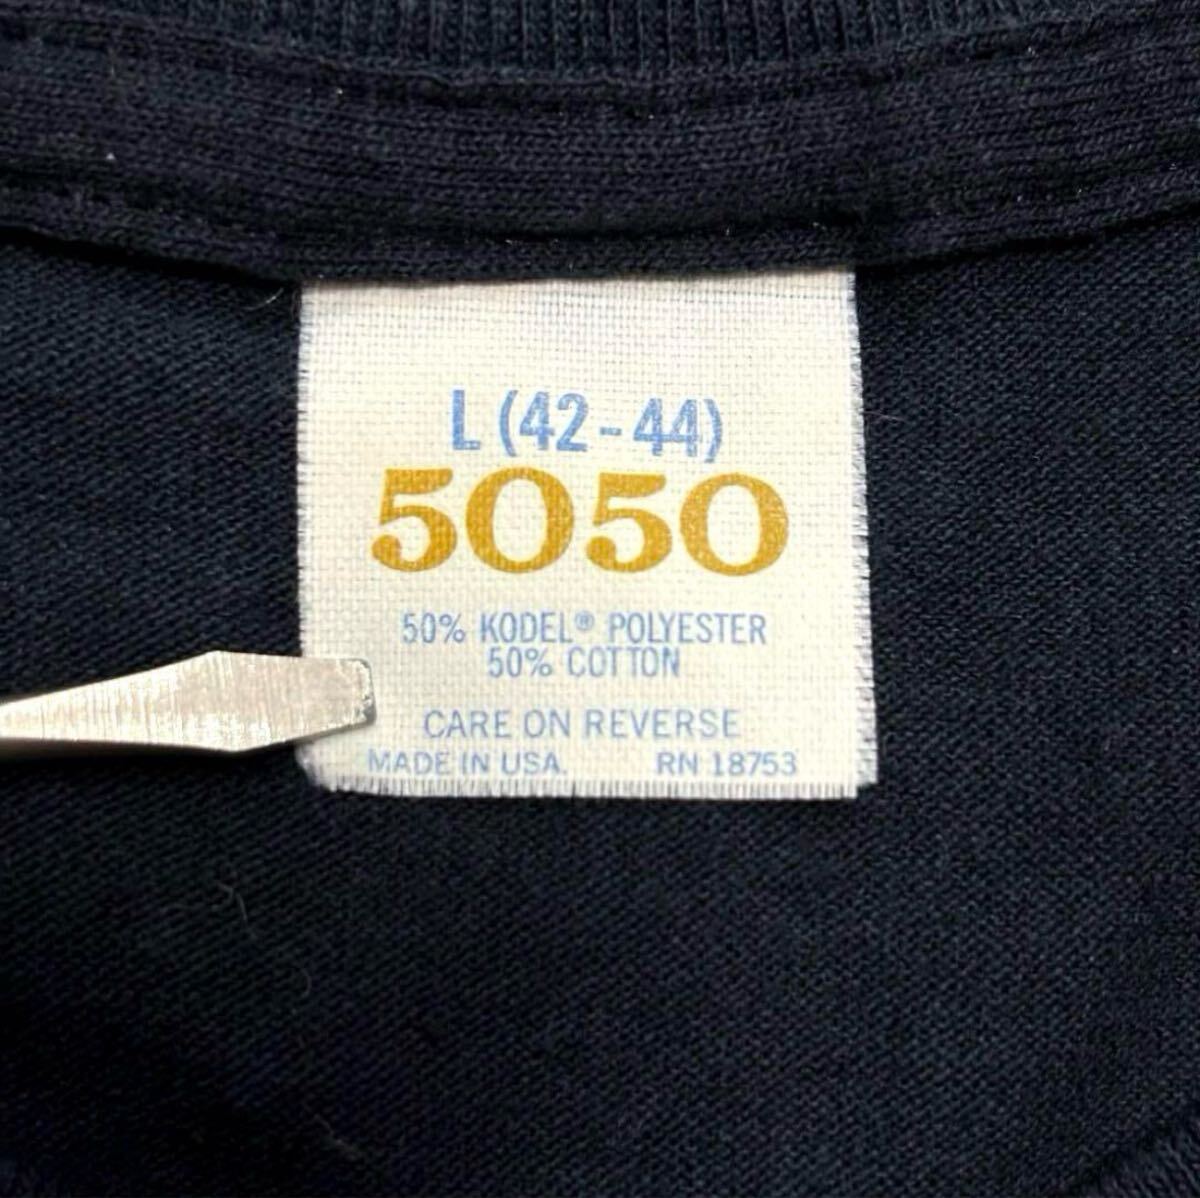 L (42-44)
5050
50% KODEL® POLYESTER
50% COTTON
CARE ON REVERSE
MADE IN USA. RN 18753